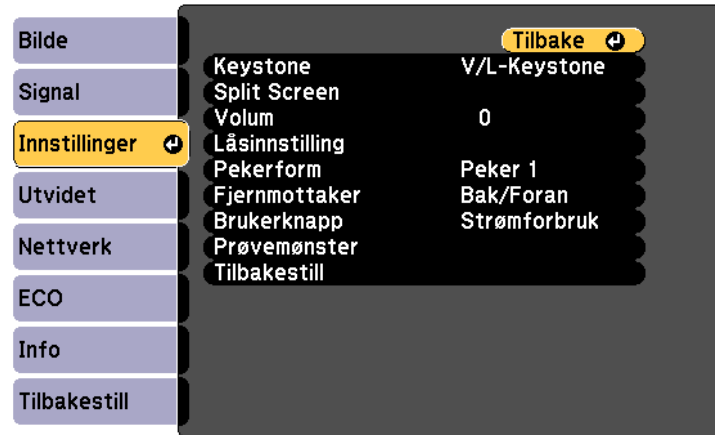 Bilde
Signal
Innstillinger
Utvidet
Nettverk
ECO
Info
Tilbakestill
Tilbake
Keystone V/L-Keystone
Split Screen
Volum 0
Låsinnstilling
Pekerform Peker 1
Fjernmottaker Bak/Foran
Brukerknapp Strømforbruk
Prøvemønster
Tilbakestill